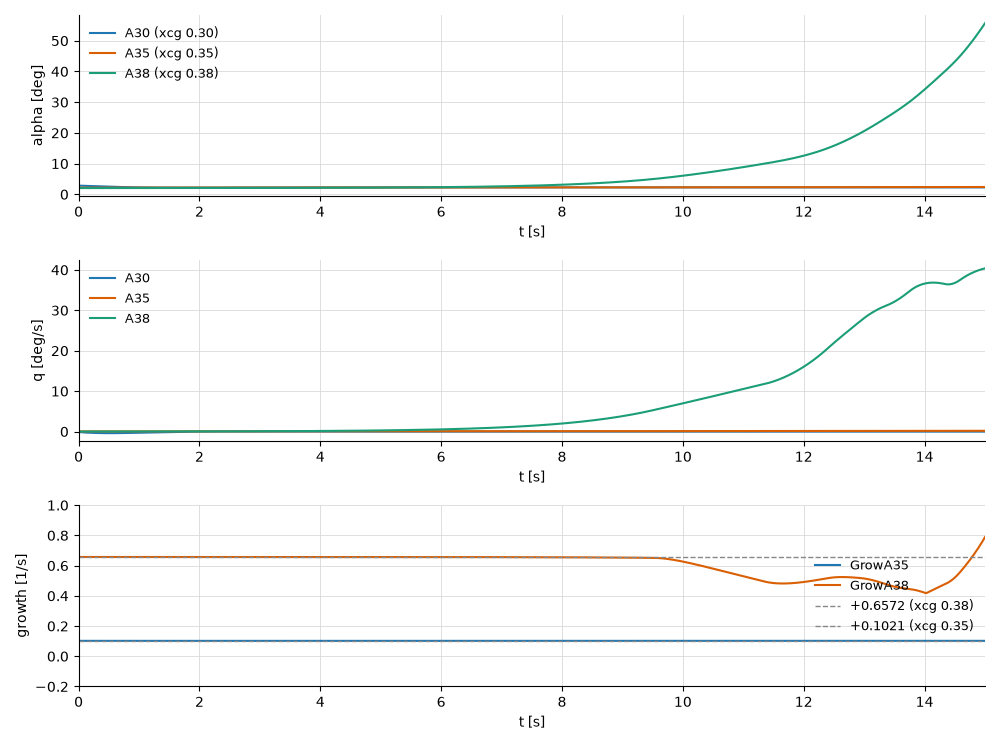 alpha [deg]
50
40
30
20
10
0
A30 (xcg 0.30)
A35 (xcg 0.35)
A38 (xcg 0.38)
0 2 4 6 8 10 12 14
t [s]
q [deg/s]
40
30
20
10
0
A30
A35
A38
0 2 4 6 8 10 12 14
t [s]
growth [1/s]
1.0
0.8
0.6
0.4
0.2
0.0
−0.2
GrowA35
GrowA38
+0.6572 (xcg 0.38)
+0.1021 (xcg 0.35)
0 2 4 6 8 10 12 14
t [s]